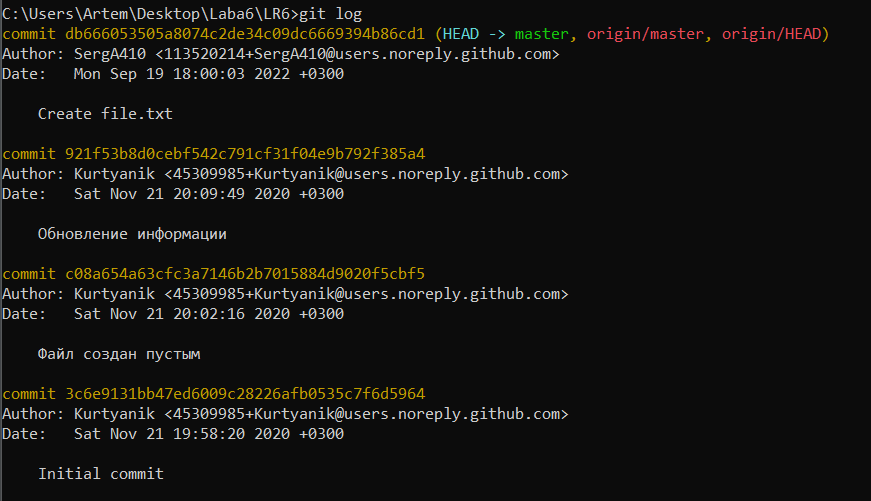 C:\Users\Artem\Desktop\Laba6\LR6>git log
commit db666053505a8074c2de34c09dc6669394b86cd1 (HEAD -> master, origin/master, origin/HEAD)
Author: SergA410 <113520214+SergA410@users.noreply.github.com>
Date:   Mon Sep 19 18:00:03 2022 +0300
    Create file.txt
commit 921f53b8d0cebf542c791cf31f04e9b792f385a4
Author: Kurtyanik <45309985+Kurtyanik@users.noreply.github.com>
Date:   Sat Nov 21 20:09:49 2020 +0300
    Обновление информации
commit c08a654a63cfc3a7146b2b7015884d9020f5cbf5
Author: Kurtyanik <45309985+Kurtyanik@users.noreply.github.com>
Date:   Sat Nov 21 20:02:16 2020 +0300
    Файл создан пустым
commit 3c6e9131bb47ed6009c28226afb0535c7f6d5964
Author: Kurtyanik <45309985+Kurtyanik@users.noreply.github.com>
Date:   Sat Nov 21 19:58:20 2020 +0300
    Initial commit